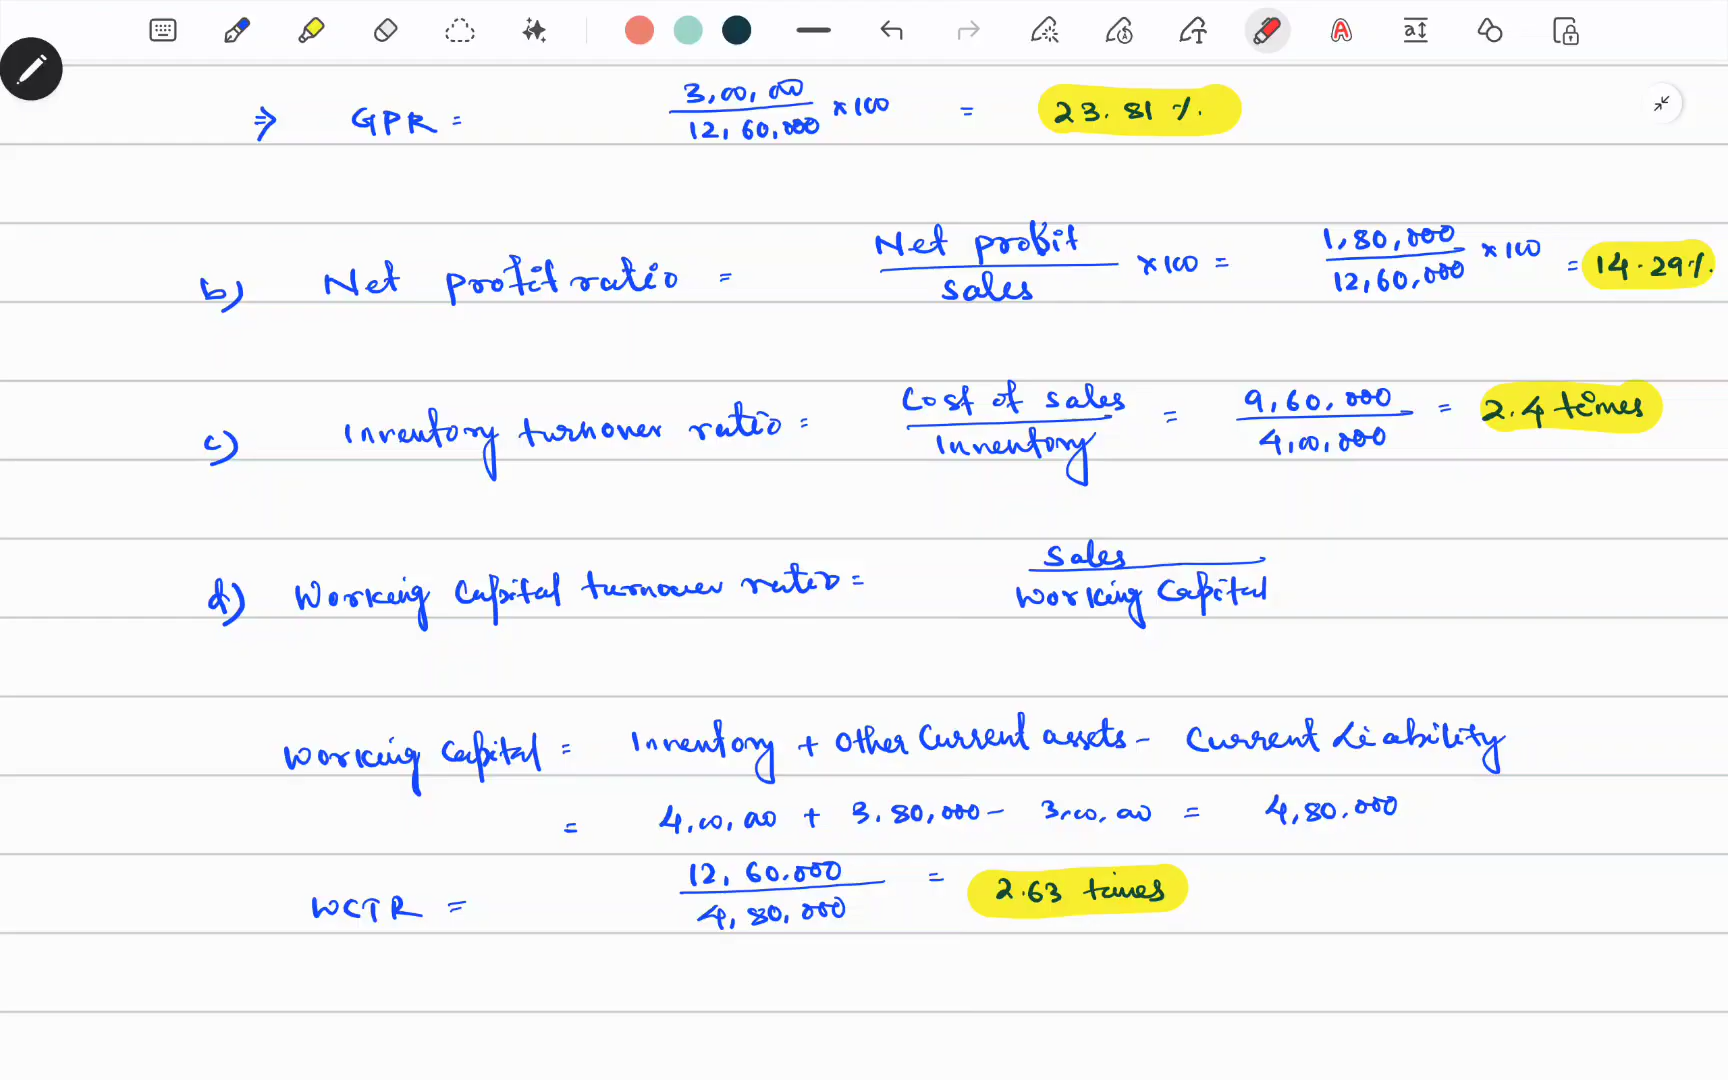 ⇒ GPR = 3,00,000 / 12,60,000 × 100 = 23.81 %.
b) Net profit ratio = Net profit / sales × 100 = 1,80,000 / 12,60,000 × 100 = 14.29 %.
c) Inventory turnover ratio = Cost of sales / Inventory = 9,60,000 / 4,00,000 = 2.4 times
d) Working Capital turnover ratio = Sales / Working Capital
Working Capital = Inventory + Other Current assets - Current Liability
= 4,00,000 + 3,80,000 - 3,00,000 = 4,80,000
WCTR = 12,60,000 / 4,80,000 = 2.63 times